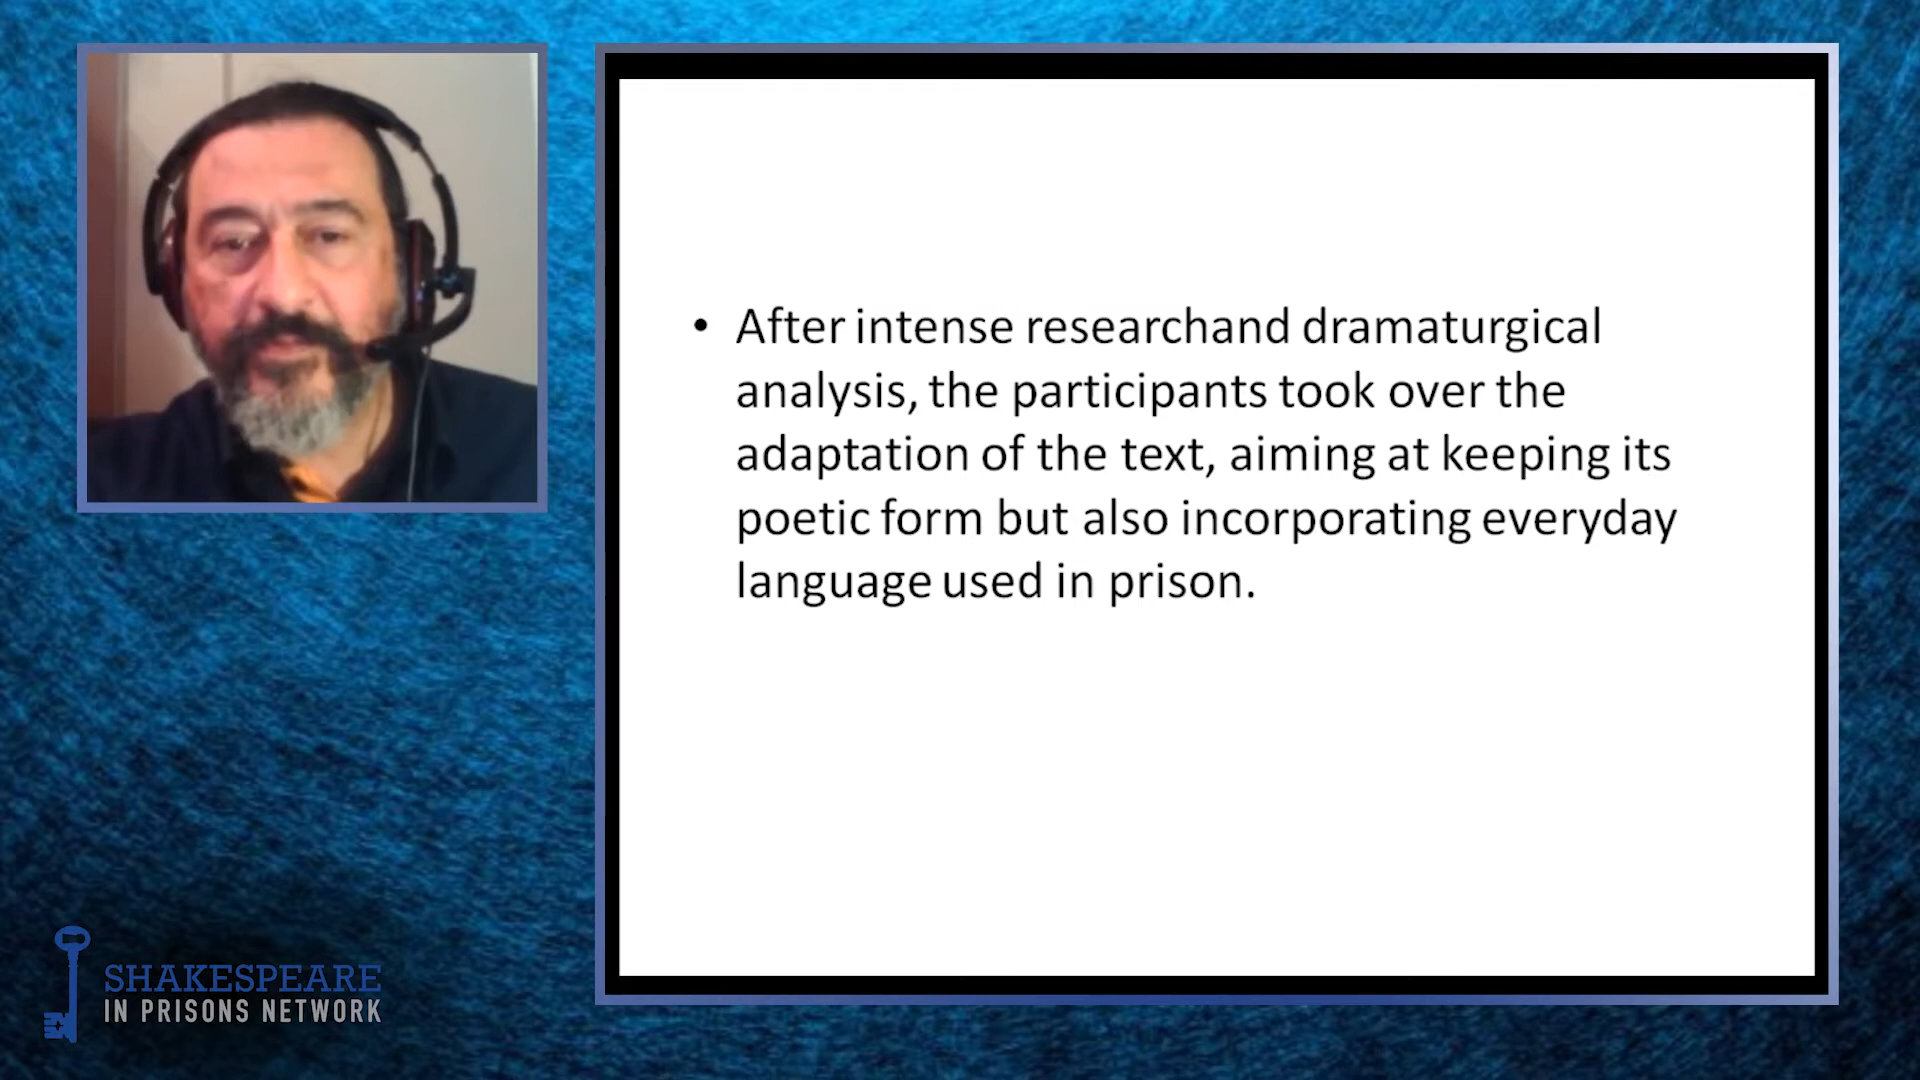 • After intense researchand dramaturgical
analysis, the participants took over the
adaptation of the text, aiming at keeping its
poetic form but also incorporating everyday
language used in prison.
SHAKESPEARE
IN PRISONS NETWORK